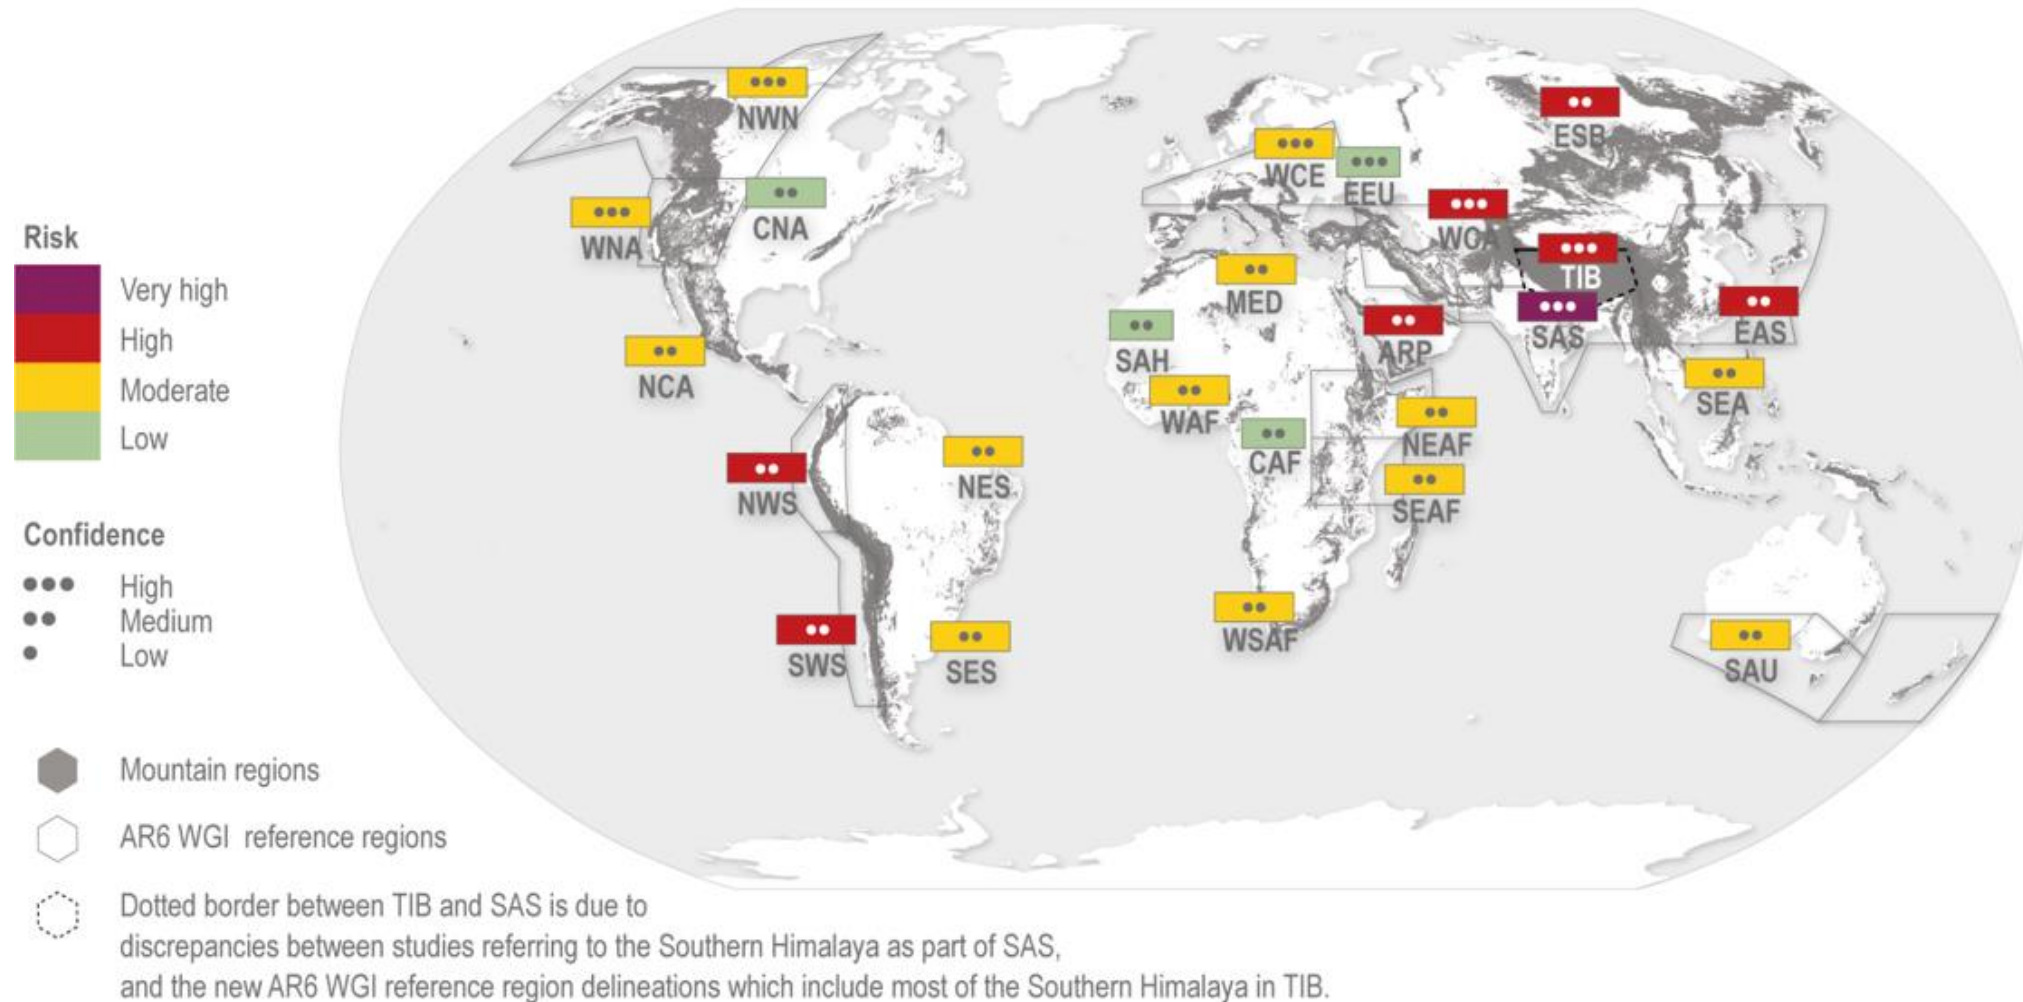 Risk
Very high
High
Moderate
Low
Confidence
High
Medium
Low
Mountain regions
AR6 WGI reference regions
Dotted border between TIB and SAS is due to
discrepancies between studies referring to the Southern Himalaya as part of SAS,
and the new AR6 WGI reference region delineations which include most of the Southern Himalaya in TIB.
NWN
ESB
WCE
EEU
CNA
WNA
WCA
TIB
MED
SAS
EAS
SAH
ARP
NCA
SEA
WAF
NEAF
CAF
NES
NWS
SEAF
WSAF
SWS
SES
SAU